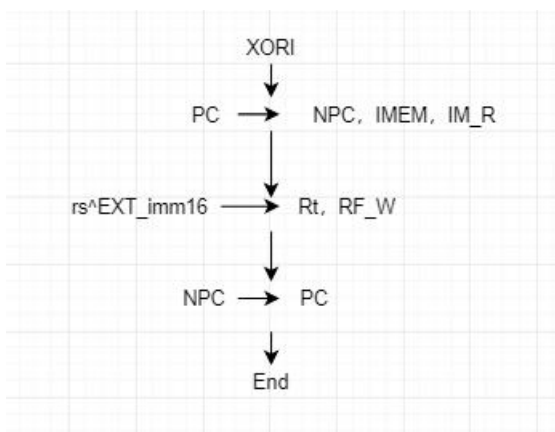 XORI
PC NPC, IMEM, IM_R
rs^EXT_imm16 Rt, RF_W
NPC PC
End